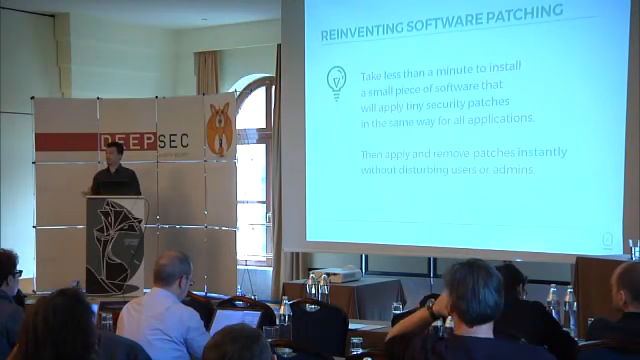 REINVENTING SOFTWARE PATCHING
Take less than a minute to install
a small piece of software that
will apply tiny security patches
in the same way for all applications.
Then apply and remove patches instantly
without disturbing users or admins.
DEEPSEC